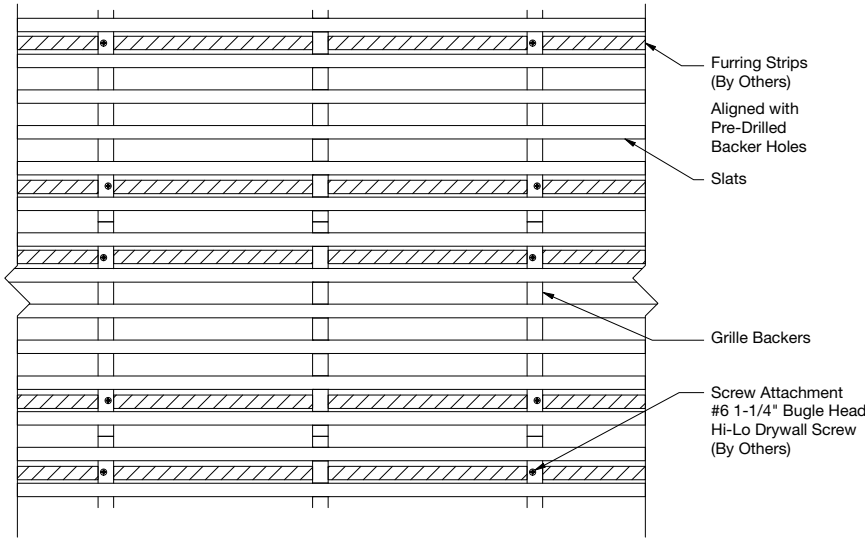 Furring Strips
(By Others)
Aligned with
Pre-Drilled
Backer Holes
Slats
Grille Backers
Screw Attachment
#6 1-1/4" Bugle Head
Hi-Lo Drywall Screw
(By Others)